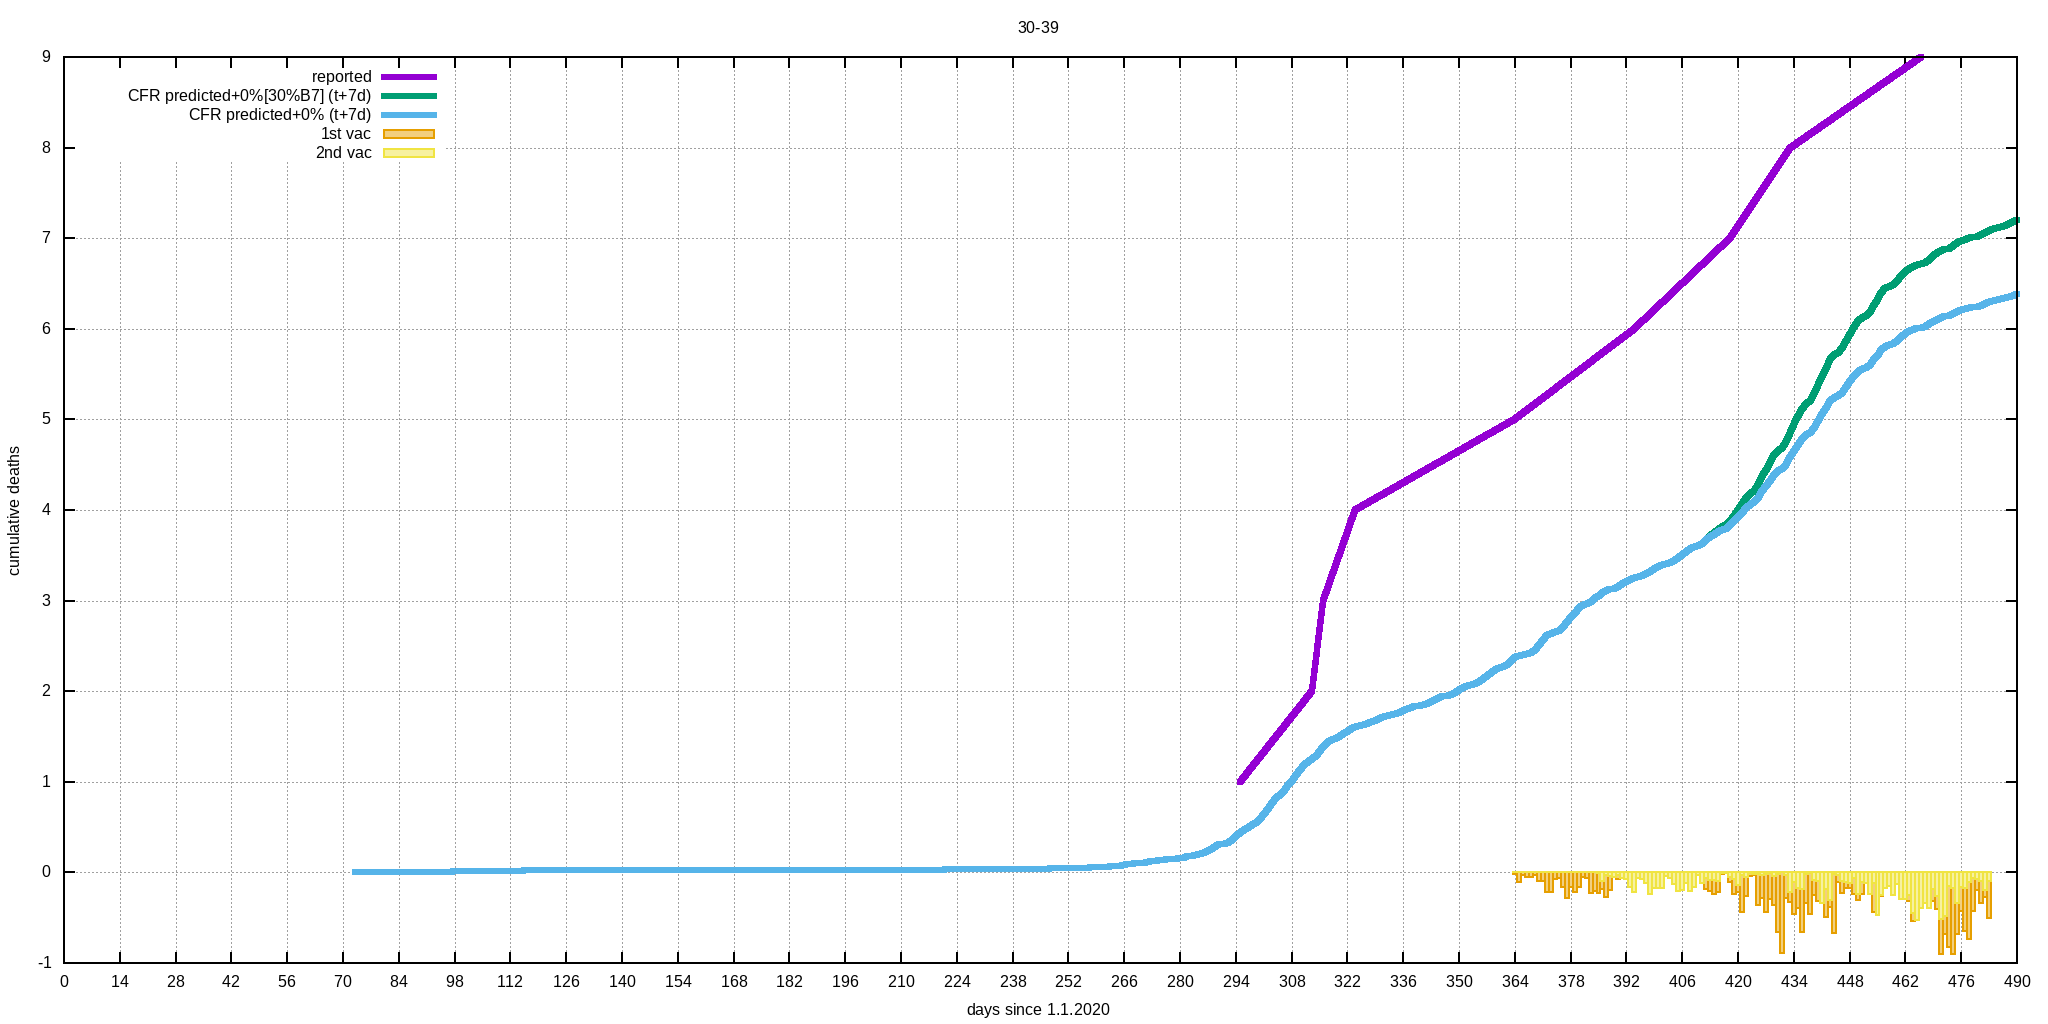 30-39
reported
CFR predicted+0%[30%B7] (t+7d)
CFR predicted+0% (t+7d)
1st vac
2nd vac
cumulative deaths
9
8
7
6
5
4
3
2
1
0
-1
0 14 28 42 56 70 84 98 112 126 140 154 168 182 196 210 224 238 252 266 280 294 308 322 336 350 364 378 392 406 420 434 448 462 476 490
days since 1.1.2020